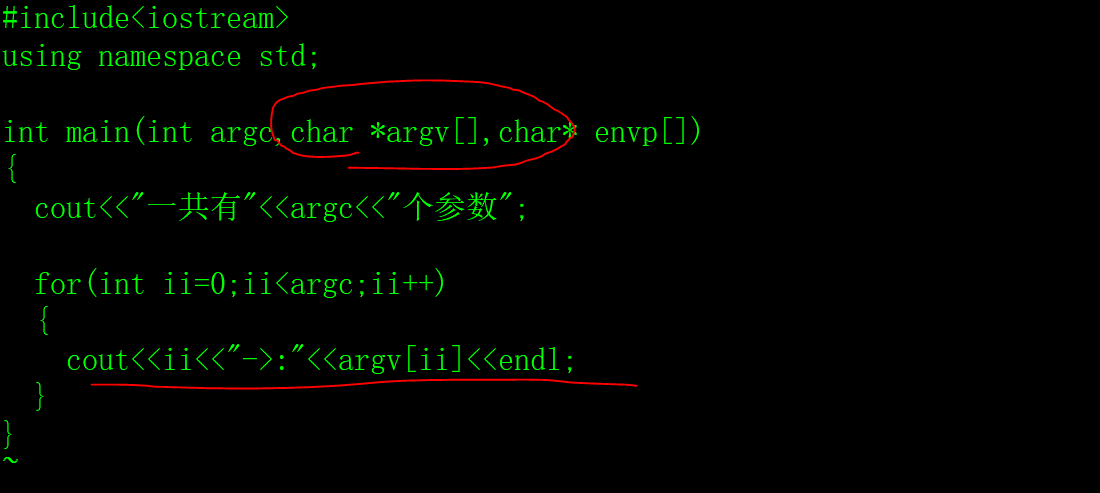 #include<iostream>
using namespace std;
int main(int argc,char *argv[],char* envp[])
{
cout<<"一共有"<<argc<<"个参数";
for(int ii=0;ii<argc;ii++)
{
cout<<ii<<"->:"<<argv[ii]<<endl;
}
}
~